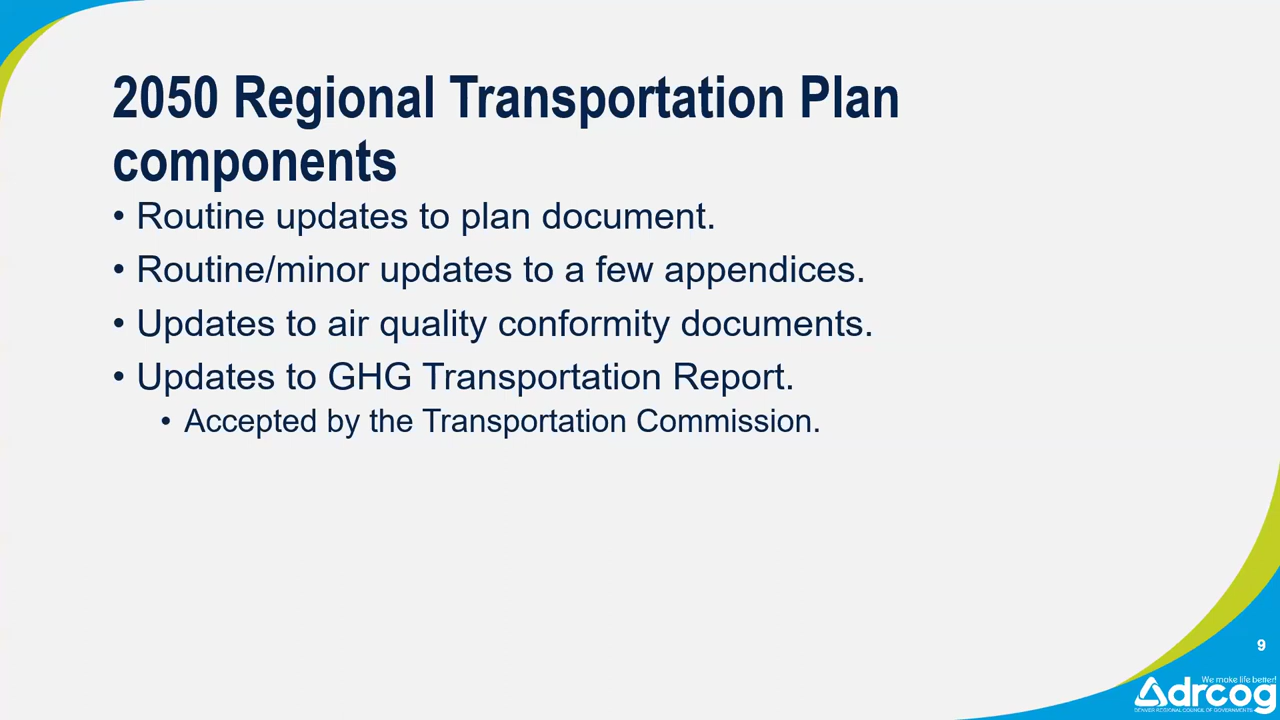 2050 Regional Transportation Plan
components
• Routine updates to plan document.
• Routine/minor updates to a few appendices.
• Updates to air quality conformity documents.
• Updates to GHG Transportation Report.
• Accepted by the Transportation Commission.
9
We make life better!
drcog
DENVER REGIONAL COUNCIL OF GOVERNMENTS